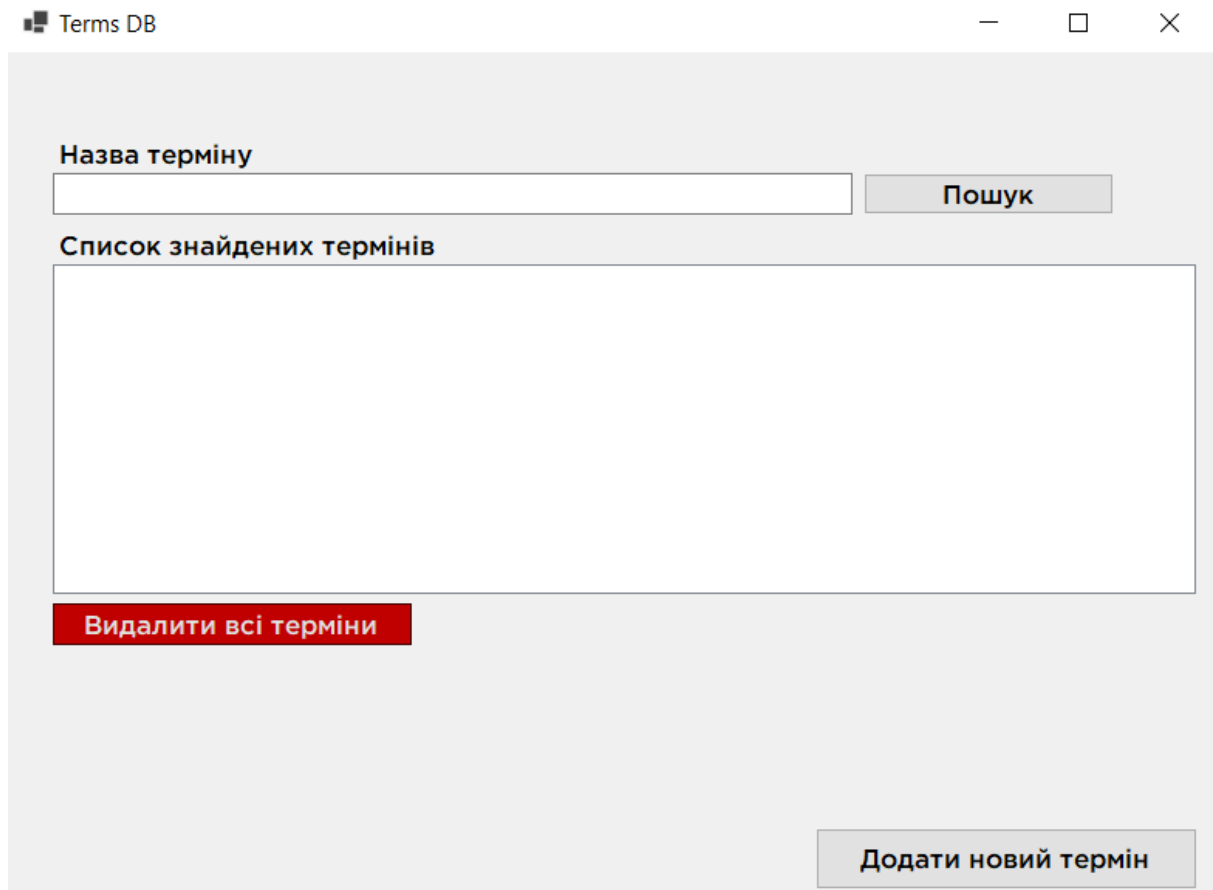 Terms DB
Назва терміну
Пошук
Список знайдених термінів
Видалити всі терміни
Додати новий термін